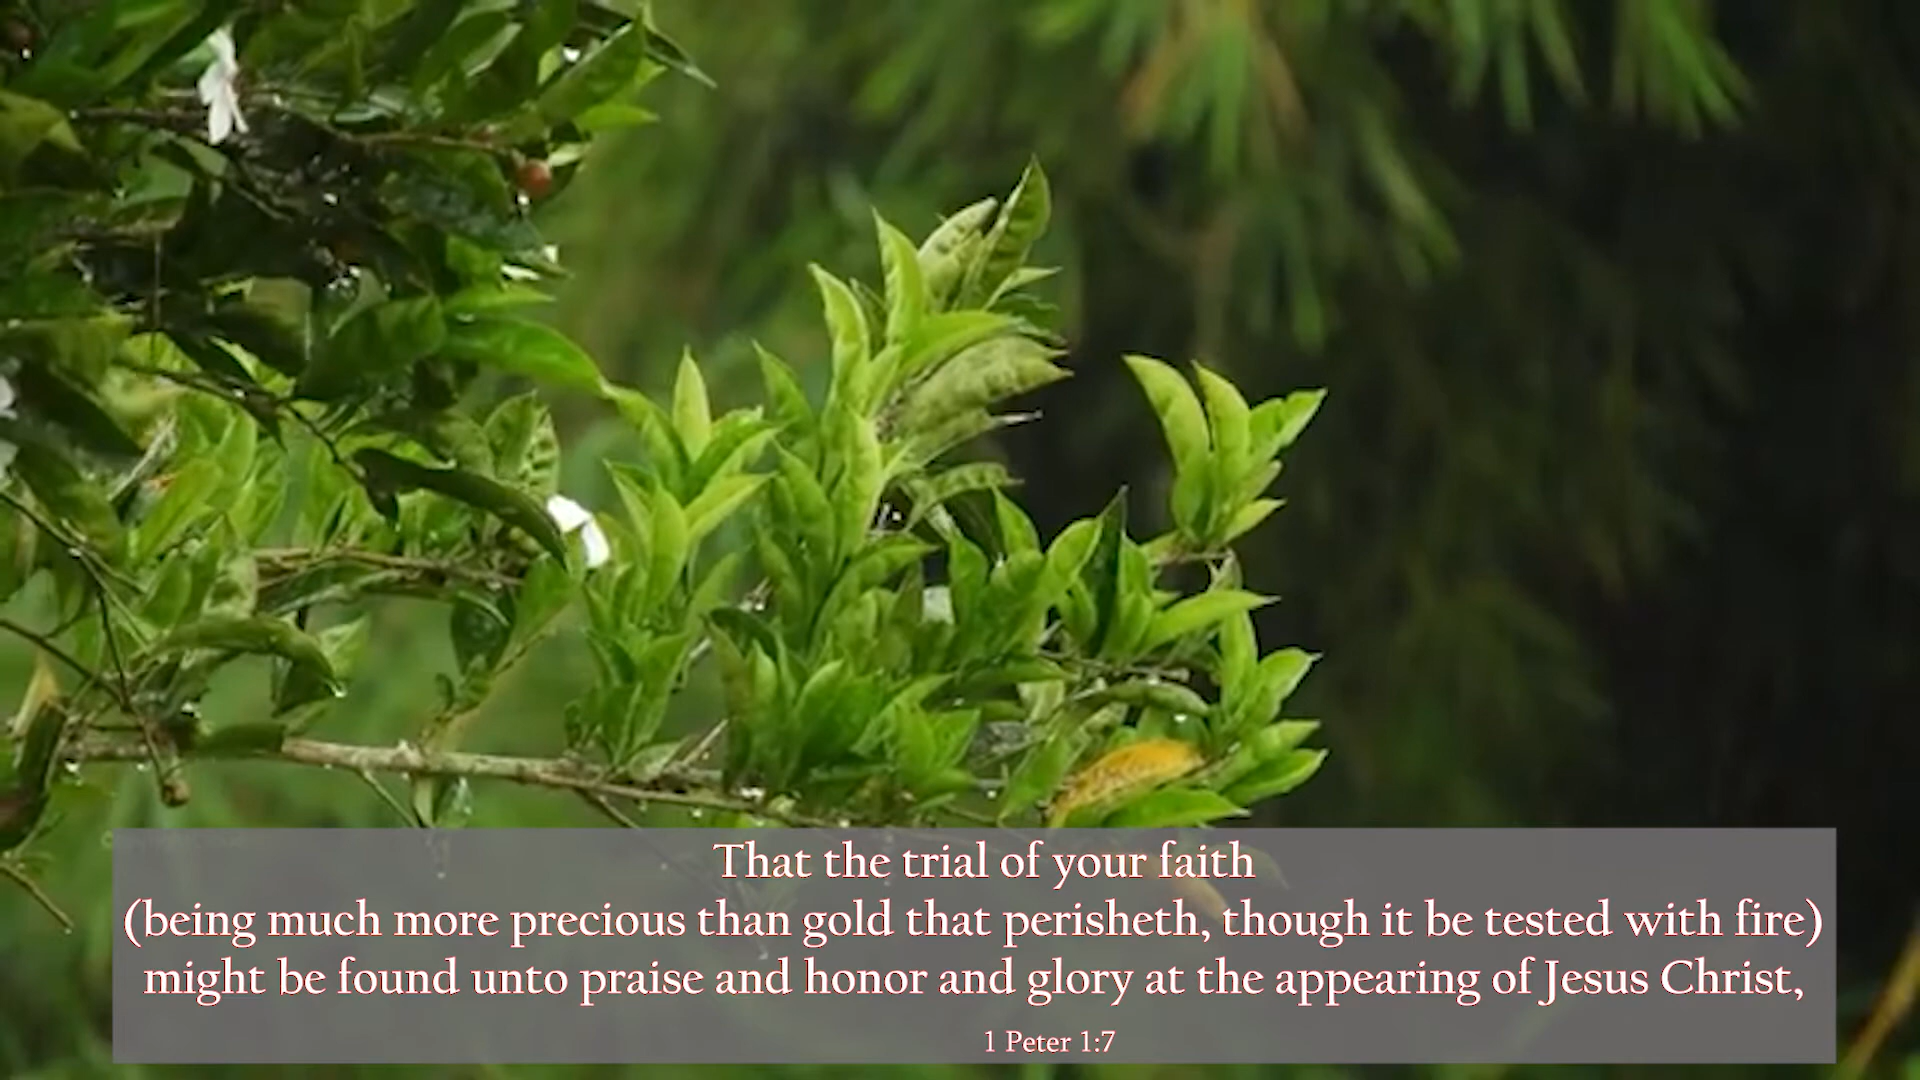 That the trial of your faith
(being much more precious than gold that perisheth, though it be tested with fire)
might be found unto praise and honor and glory at the appearing of Jesus Christ,
1 Peter 1:7